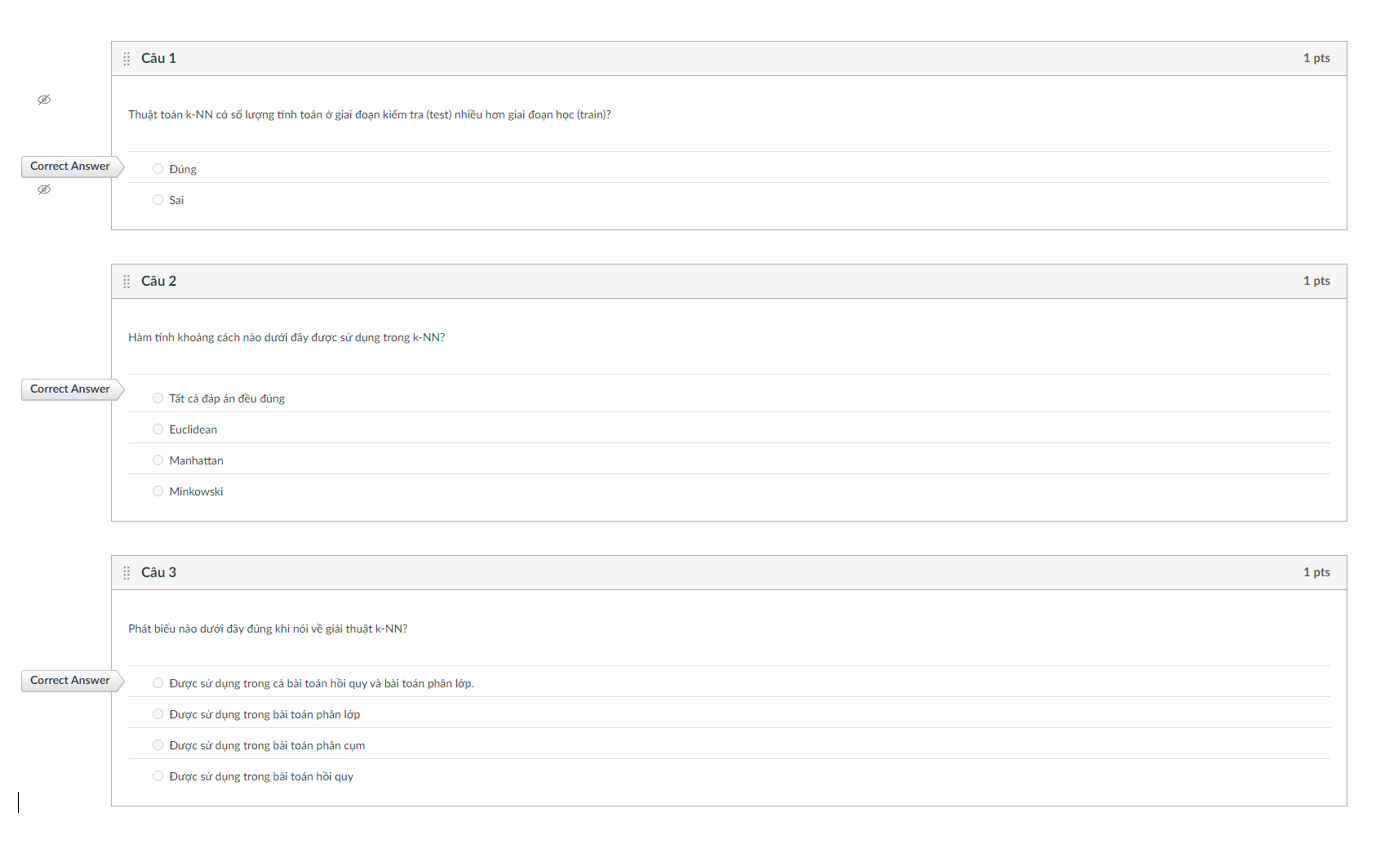 Câu 1 1 pts
Thuật toán k-NN có số lượng tính toán ở giai đoạn kiểm tra (test) nhiều hơn giai đoạn học (train)?
Correct Answer
Đúng
Sai
Câu 2 1 pts
Hàm tính khoảng cách nào dưới đây được sử dụng trong k-NN?
Correct Answer
Tất cả đáp án đều đúng
Euclidean
Manhattan
Minkowski
Câu 3 1 pts
Phát biểu nào dưới đây đúng khi nói về giải thuật k-NN?
Correct Answer
Được sử dụng trong cả bài toán hồi quy và bài toán phân lớp.
Được sử dụng trong bài toán phân lớp
Được sử dụng trong bài toán phân cụm
Được sử dụng trong bài toán hồi quy